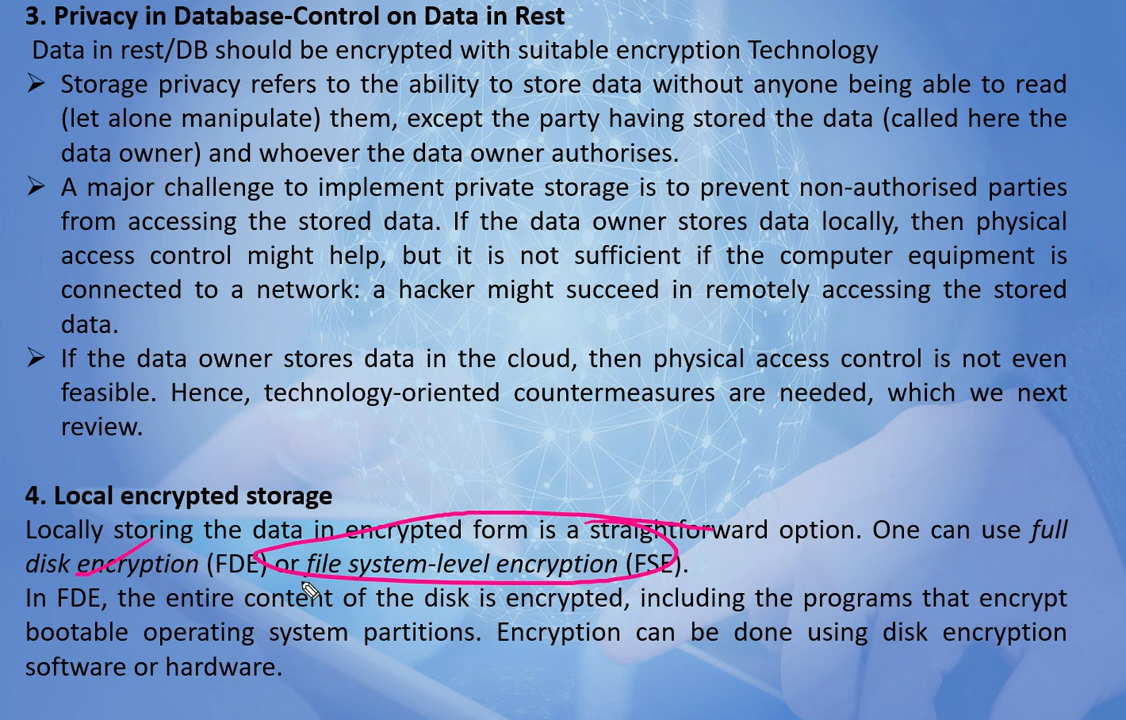 3. Privacy in Database-Control on Data in Rest
Data in rest/DB should be encrypted with suitable encryption Technology
➢ Storage privacy refers to the ability to store data without anyone being able to read
(let alone manipulate) them, except the party having stored the data (called here the
data owner) and whoever the data owner authorises.
➢ A major challenge to implement private storage is to prevent non-authorised parties
from accessing the stored data. If the data owner stores data locally, then physical
access control might help, but it is not sufficient if the computer equipment is
connected to a network: a hacker might succeed in remotely accessing the stored
data.
➢ If the data owner stores data in the cloud, then physical access control is not even
feasible. Hence, technology-oriented countermeasures are needed, which we next
review.
4. Local encrypted storage
Locally storing the data in encrypted form is a straightforward option. One can use full
disk encryption (FDE) or file system-level encryption (FSE).
In FDE, the entire content of the disk is encrypted, including the programs that encrypt
bootable operating system partitions. Encryption can be done using disk encryption
software or hardware.